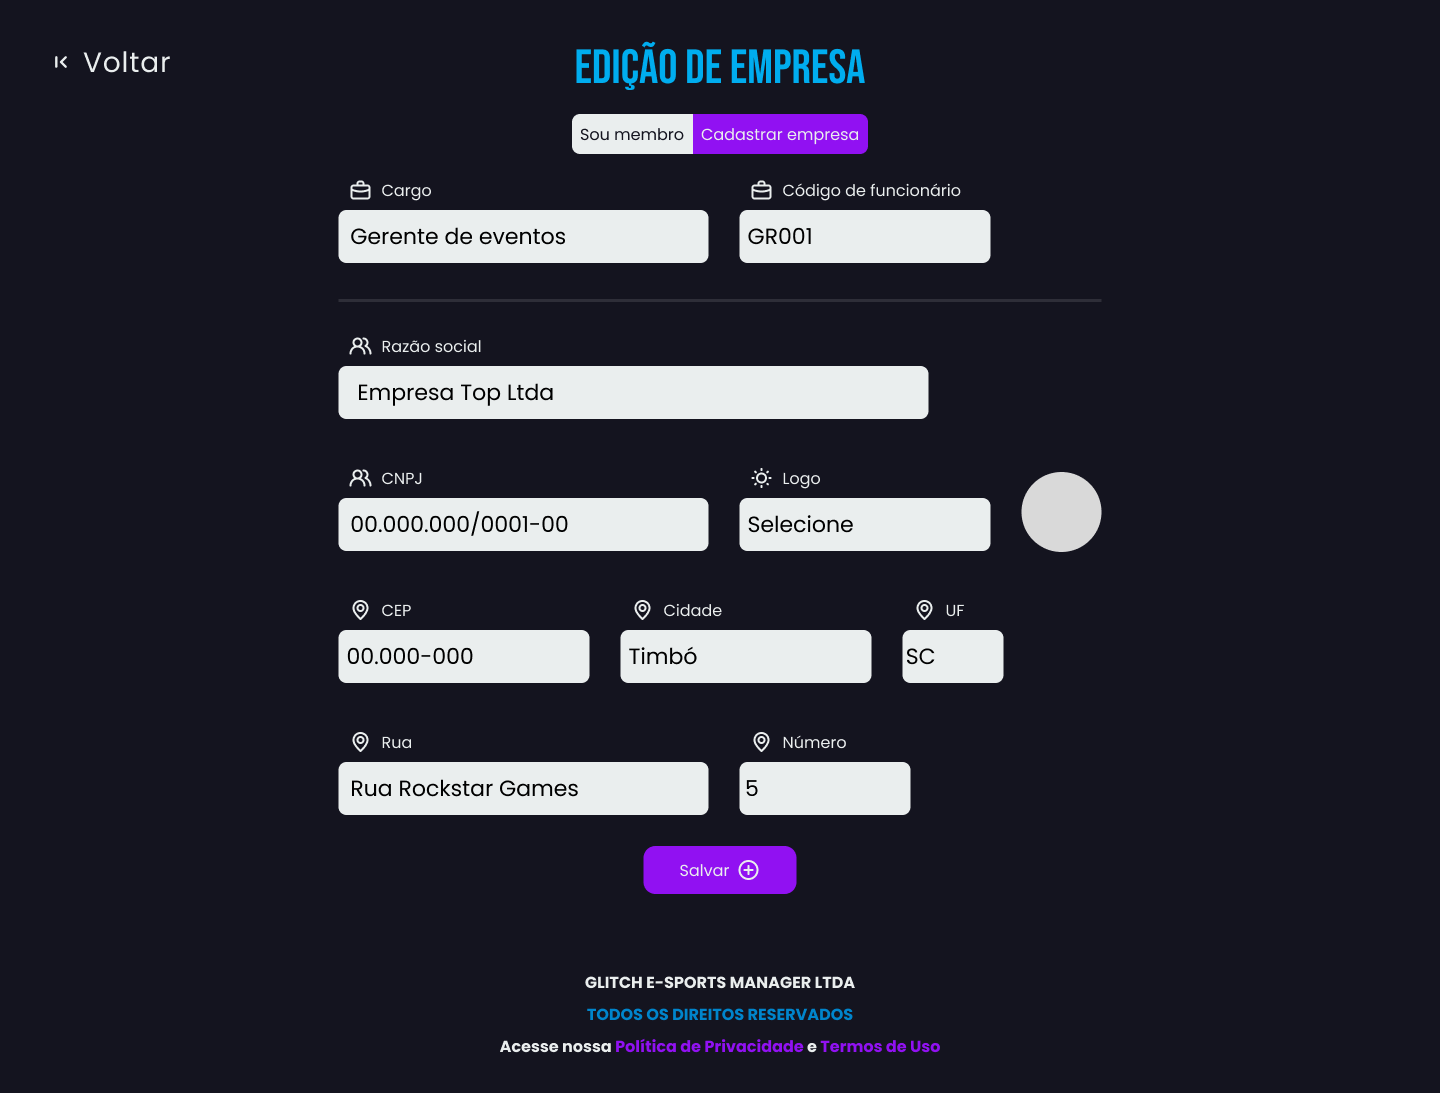 Voltar
EDIÇÃO DE EMPRESA
Sou membro Cadastrar empresa
Cargo Código de funcionário
Gerente de eventos GR001
Razão social
Empresa Top Ltda
CNPJ Logo
00.000.000/0001-00 Selecione
CEP Cidade UF
00.000-000 Timbó SC
Rua Número
Rua Rockstar Games 5
Salvar
GLITCH E-SPORTS MANAGER LTDA
TODOS OS DIREITOS RESERVADOS
Acesse nossa Política de Privacidade e Termos de Uso